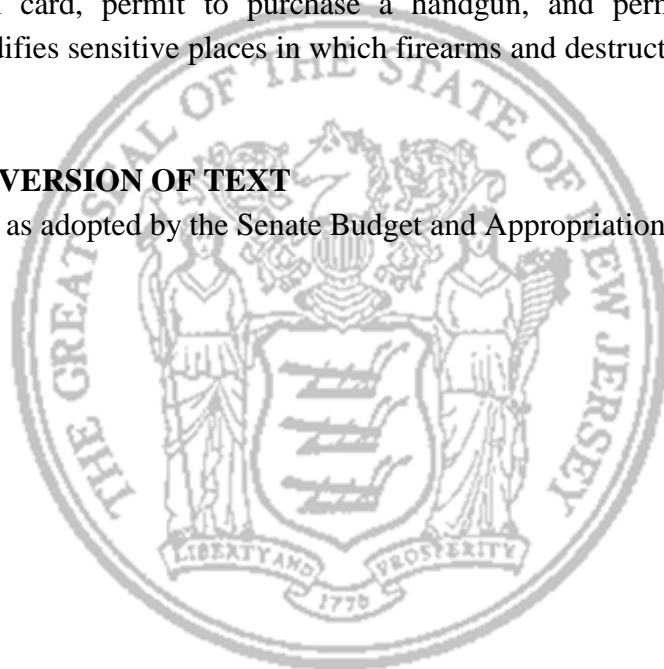 card, permit to purchase a handgun, and perm
difies sensitive places in which firearms and destruct
VERSION OF TEXT
as adopted by the Senate Budget and Appropriation
THE GREAT SEAL OF THE STATE OF NEW JERSEY
LIBERTY AND
PROSPERITY
1776